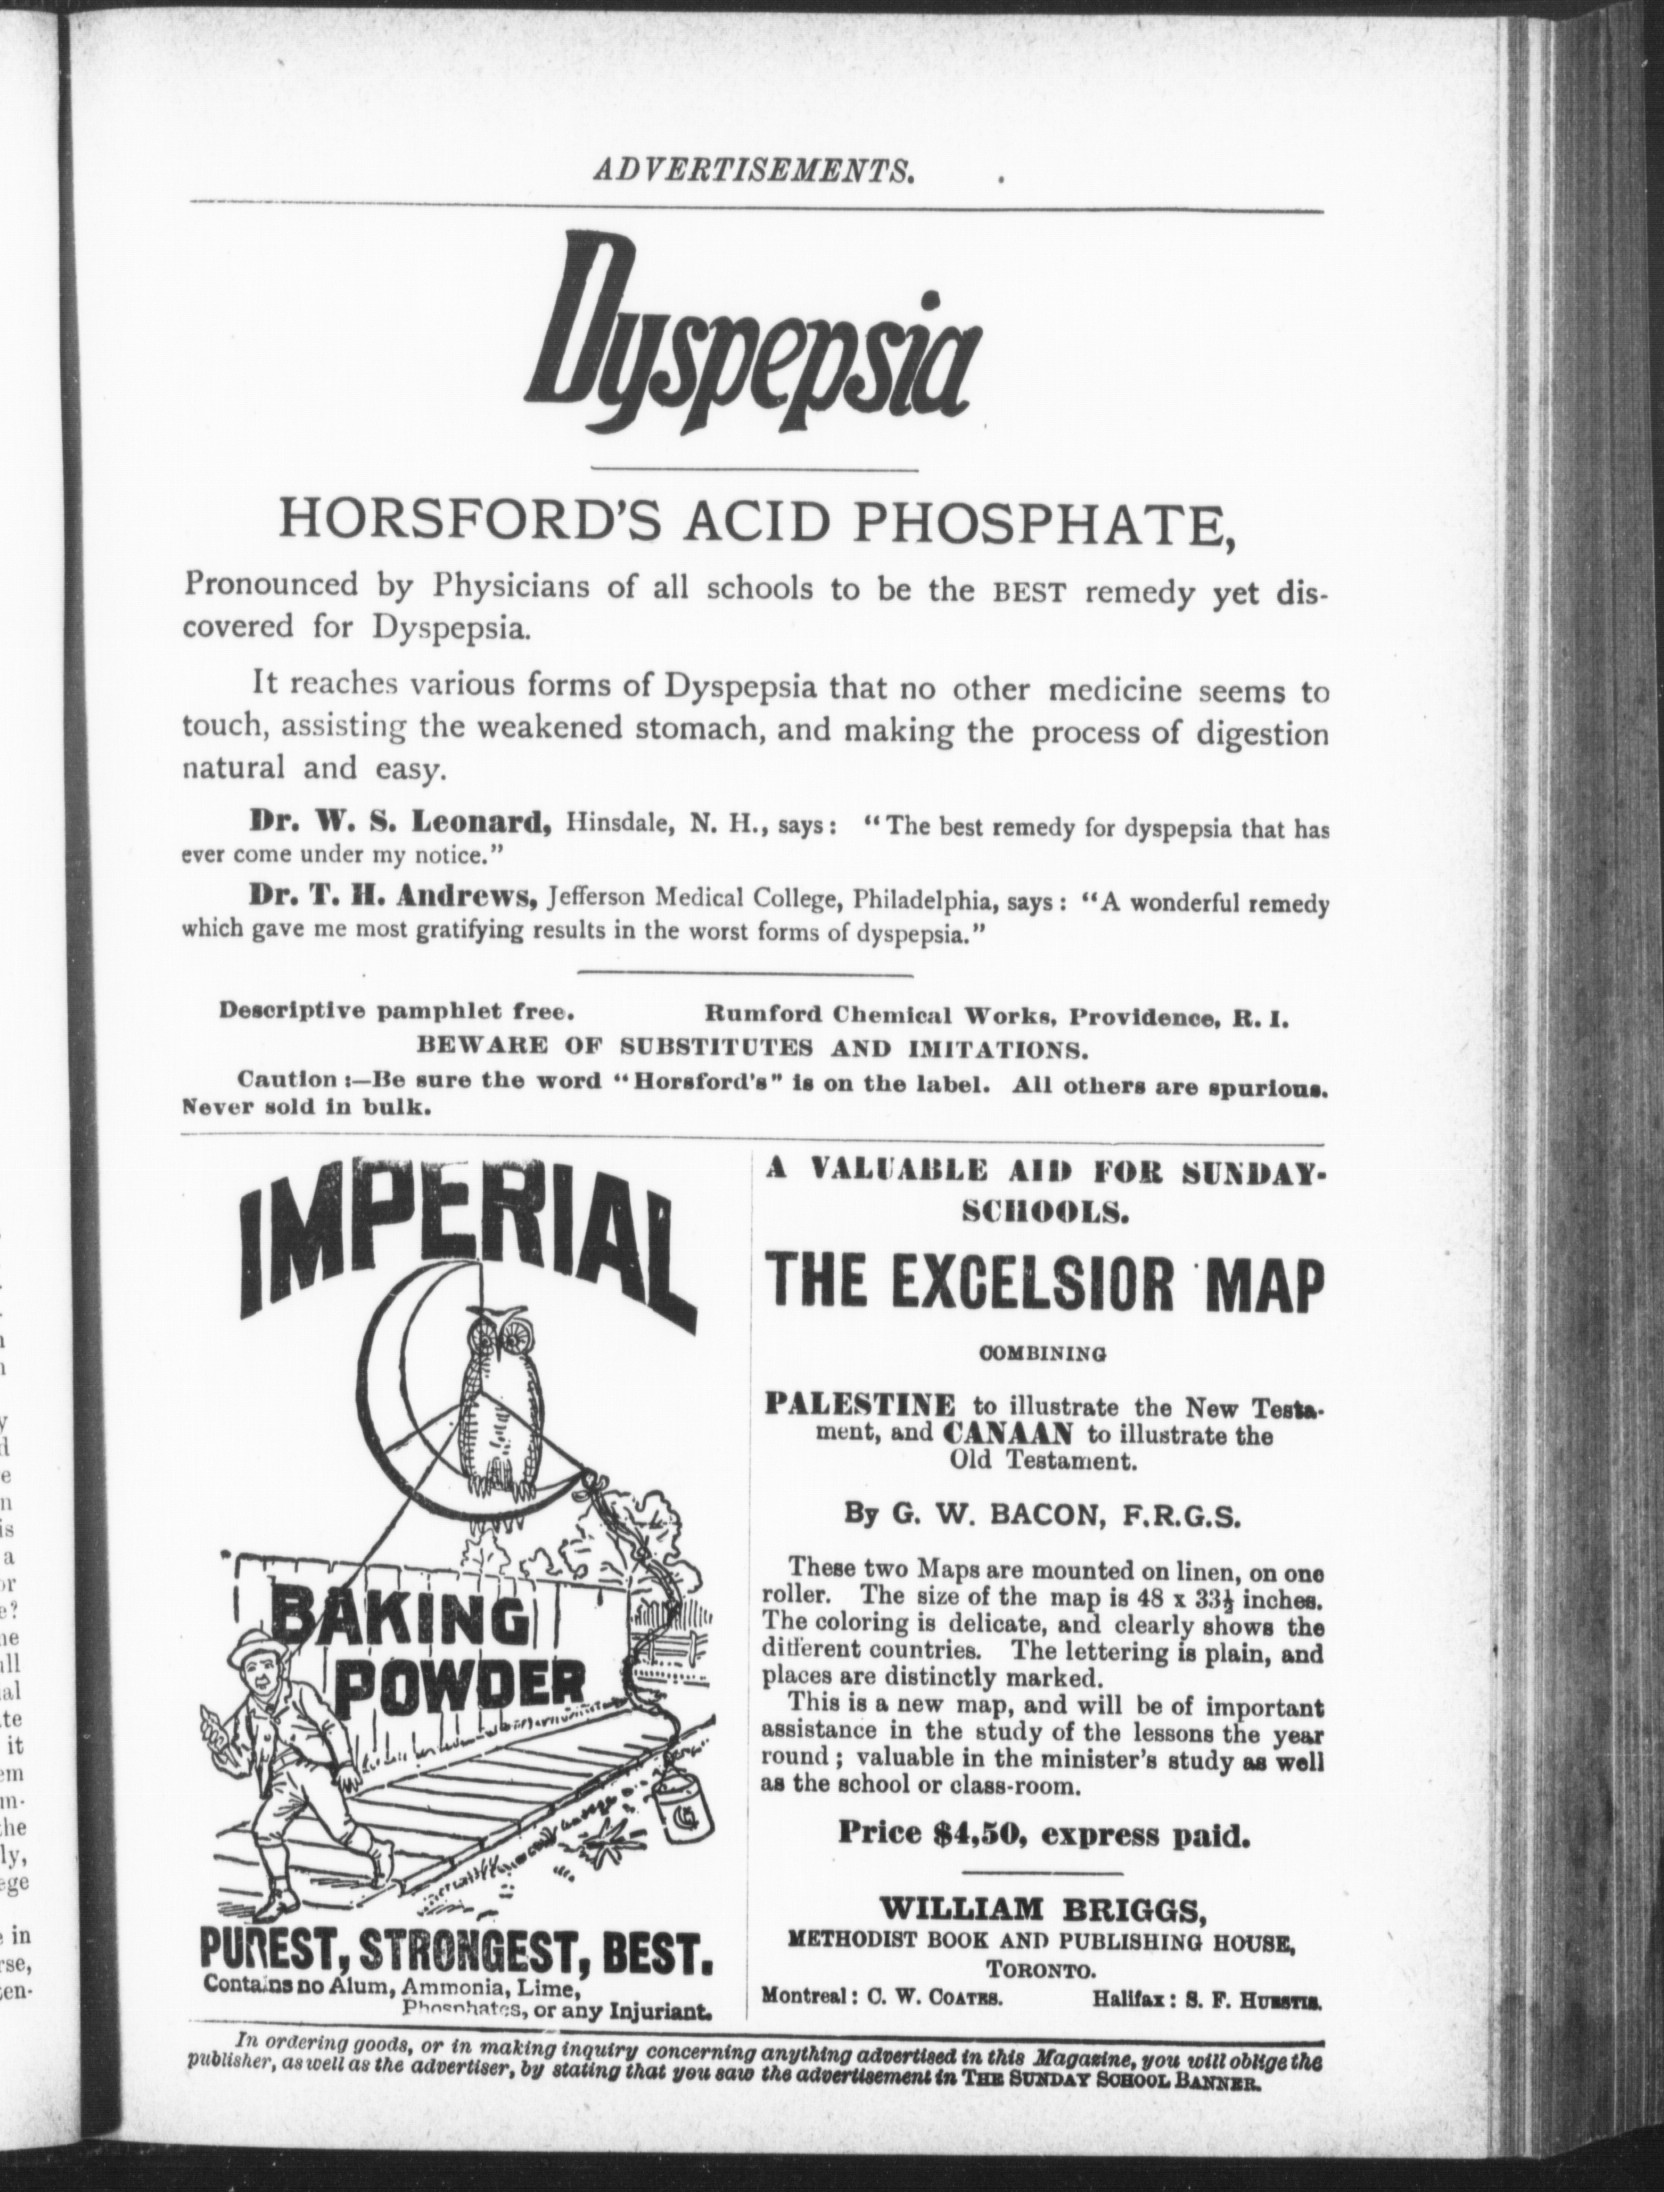 ADVERTISEMENTS.
Dyspepsia
HORSFORD'S ACID PHOSPHATE,
Pronounced by Physicians of all schools to be the BEST remedy yet dis-
covered for Dyspepsia.
It reaches various forms of Dyspepsia that no other medicine seems to
touch, assisting the weakened stomach, and making the process of digestion
natural and easy.
Dr. W. S. Leonard, Hinsdale, N. H., says: "The best remedy for dyspepsia that has
ever come under my notice."
Dr. T. H. Andrews, Jefferson Medical College, Philadelphia, says: "A wonderful remedy
which gave me most gratifying results in the worst forms of dyspepsia."
Descriptive pamphlet free. Rumford Chemical Works, Providence, R. I.
BEWARE OF SUBSTITUTES AND IMITATIONS.
Caution:—Be sure the word "Horsford's" is on the label. All others are spurious.
Never sold in bulk.
IMPERIAL
BAKING
POWDER
PUREST, STRONGEST, BEST.
Contains no Alum, Ammonia, Lime,
Phosphates, or any Injuriant.
A VALUABLE AID FOR SUNDAY-
SCHOOLS.
THE EXCELSIOR MAP
COMBINING
PALESTINE to illustrate the New Testa-
ment, and CANAAN to illustrate the
Old Testament.
By G. W. BACON, F.R.G.S.
These two Maps are mounted on linen, on one
roller. The size of the map is 48 x 33½ inches.
The coloring is delicate, and clearly shows the
different countries. The lettering is plain, and
places are distinctly marked.
This is a new map, and will be of important
assistance in the study of the lessons the year
round; valuable in the minister's study as well
as the school or class-room.
Price $4,50, express paid.
WILLIAM BRIGGS,
METHODIST BOOK AND PUBLISHING HOUSE,
TORONTO.
Montreal: C. W. COATES. Halifax: S. F. HUESTIS.
In ordering goods, or in making inquiry concerning anything advertised in this Magazine, you will oblige the
publisher, as well as the advertiser, by stating that you saw the advertisement in THE SUNDAY SCHOOL BANNER.